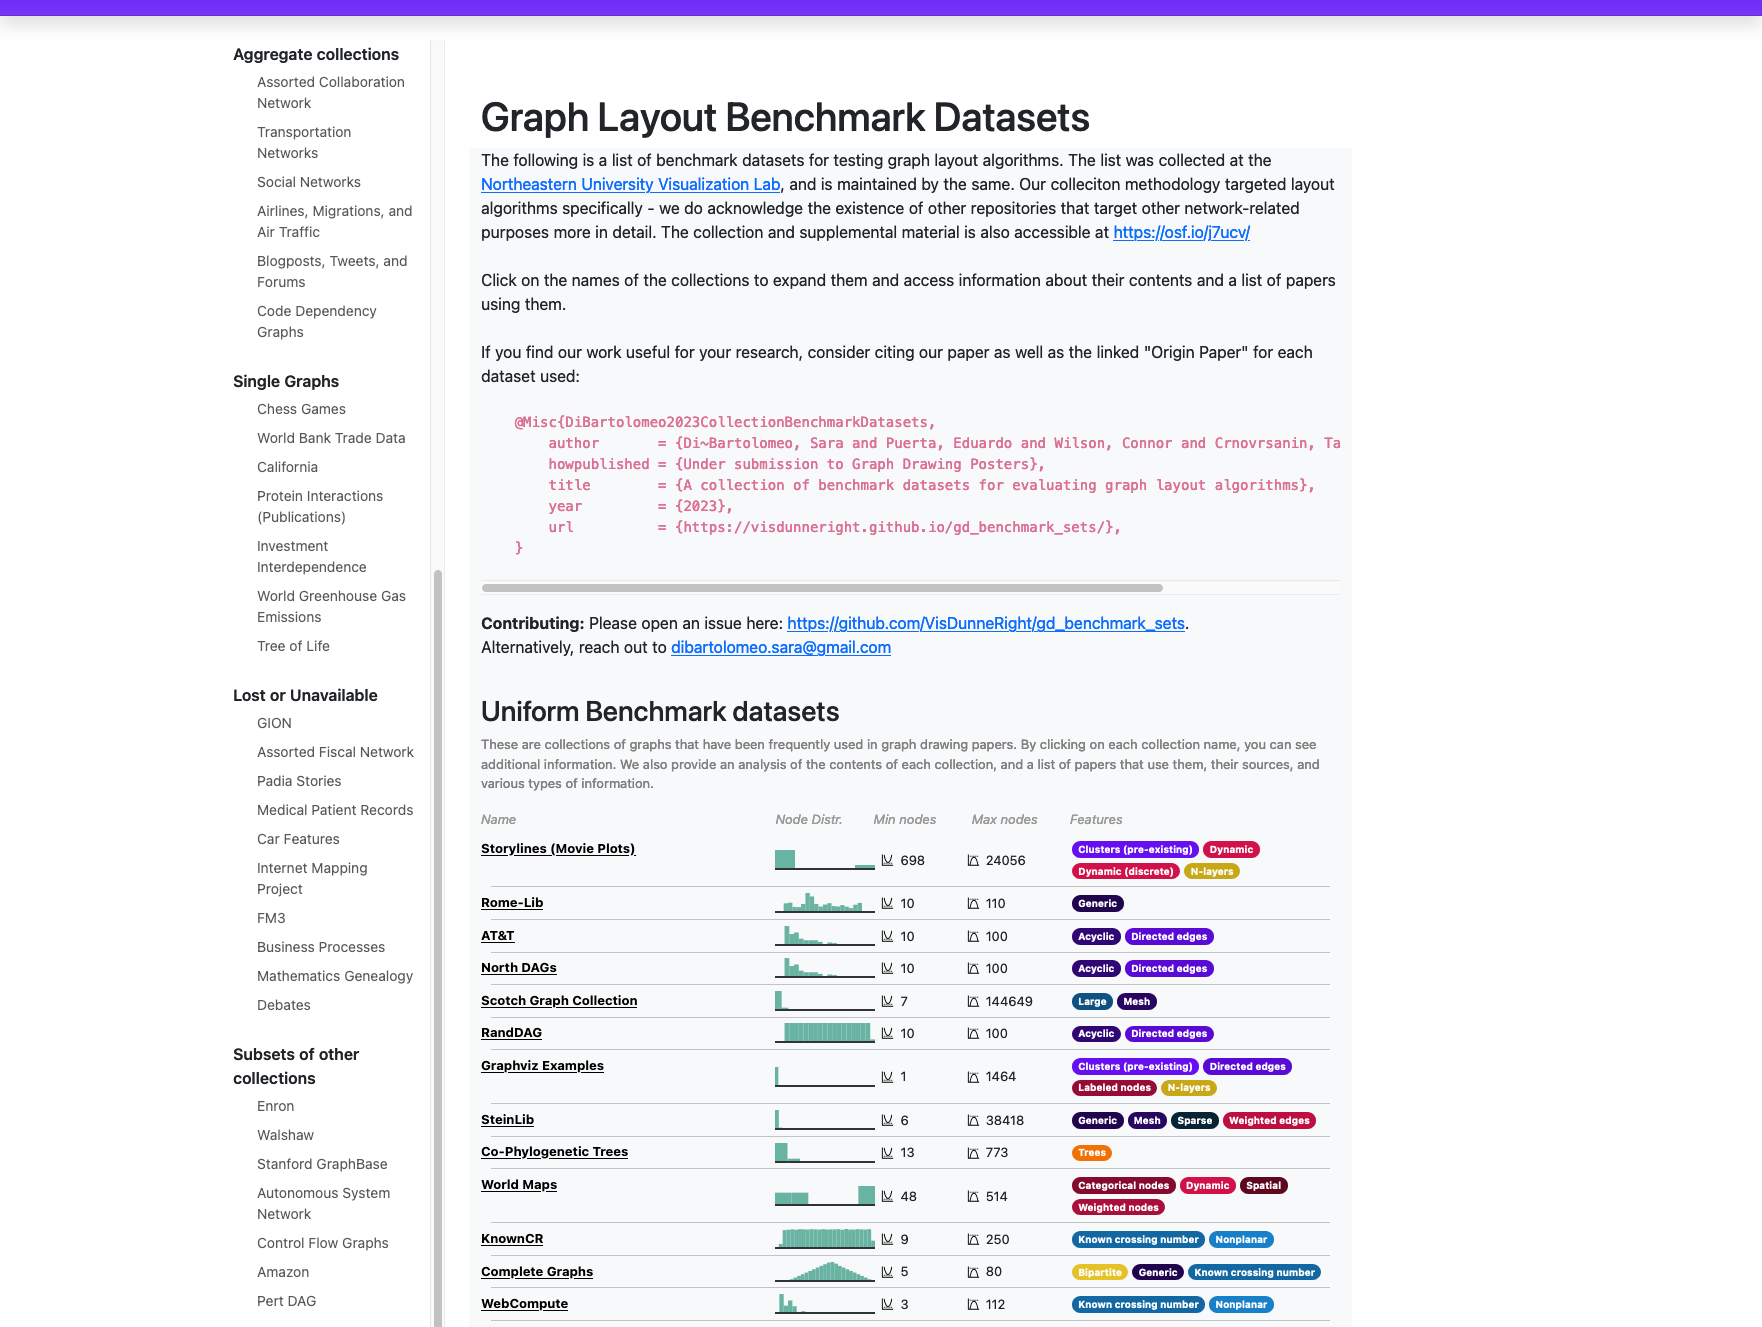 Aggregate collections
Assorted Collaboration
Network
Transportation
Networks
Social Networks
Airlines, Migrations, and
Air Traffic
Blogposts, Tweets, and
Forums
Code Dependency
Graphs
Single Graphs
Chess Games
World Bank Trade Data
California
Protein Interactions
(Publications)
Investment
Interdependence
World Greenhouse Gas
Emissions
Tree of Life
Lost or Unavailable
GION
Assorted Fiscal Network
Padia Stories
Medical Patient Records
Car Features
Internet Mapping
Project
FM3
Business Processes
Mathematics Genealogy
Debates
Subsets of other
collections
Enron
Walshaw
Stanford GraphBase
Autonomous System
Network
Control Flow Graphs
Amazon
Pert DAG
Graph Layout Benchmark Datasets
The following is a list of benchmark datasets for testing graph layout algorithms. The list was collected at the
Northeastern University Visualization Lab, and is maintained by the same. Our colleciton methodology targeted layout
algorithms specifically - we do acknowledge the existence of other repositories that target other network-related
purposes more in detail. The collection and supplemental material is also accessible at https://osf.io/j7ucv/
Click on the names of the collections to expand them and access information about their contents and a list of papers
using them.
If you find our work useful for your research, consider citing our paper as well as the linked "Origin Paper" for each
dataset used:
@Misc{DiBartolomeo2023CollectionBenchmarkDatasets,
author = {Di~Bartolomeo, Sara and Puerta, Eduardo and Wilson, Connor and Crnovrsanin, Ta
howpublished = {Under submission to Graph Drawing Posters},
title = {A collection of benchmark datasets for evaluating graph layout algorithms},
year = {2023},
url = {https://visdunneright.github.io/gd_benchmark_sets/},
}
Contributing: Please open an issue here: https://github.com/VisDunneRight/gd_benchmark_sets.
Alternatively, reach out to dibartolomeo.sara@gmail.com
Uniform Benchmark datasets
These are collections of graphs that have been frequently used in graph drawing papers. By clicking on each collection name, you can see
additional information. We also provide an analysis of the contents of each collection, and a list of papers that use them, their sources, and
various types of information.
Name Node Distr. Min nodes Max nodes Features
Storylines (Movie Plots) 698 24056 Clusters (pre-existing) Dynamic
Dynamic (discrete) N-layers
Rome-Lib 10 110 Generic
AT&T 10 100 Acyclic Directed edges
North DAGs 10 100 Acyclic Directed edges
Scotch Graph Collection 7 144649 Large Mesh
RandDAG 10 100 Acyclic Directed edges
Graphviz Examples 1 1464 Clusters (pre-existing) Directed edges
Labeled nodes N-layers
SteinLib 6 38418 Generic Mesh Sparse Weighted edges
Co-Phylogenetic Trees 13 773 Trees
World Maps 48 514 Categorical nodes Dynamic Spatial
Weighted nodes
KnownCR 9 250 Known crossing number Nonplanar
Complete Graphs 5 80 Bipartite Generic Known crossing number
WebCompute 3 112 Known crossing number Nonplanar